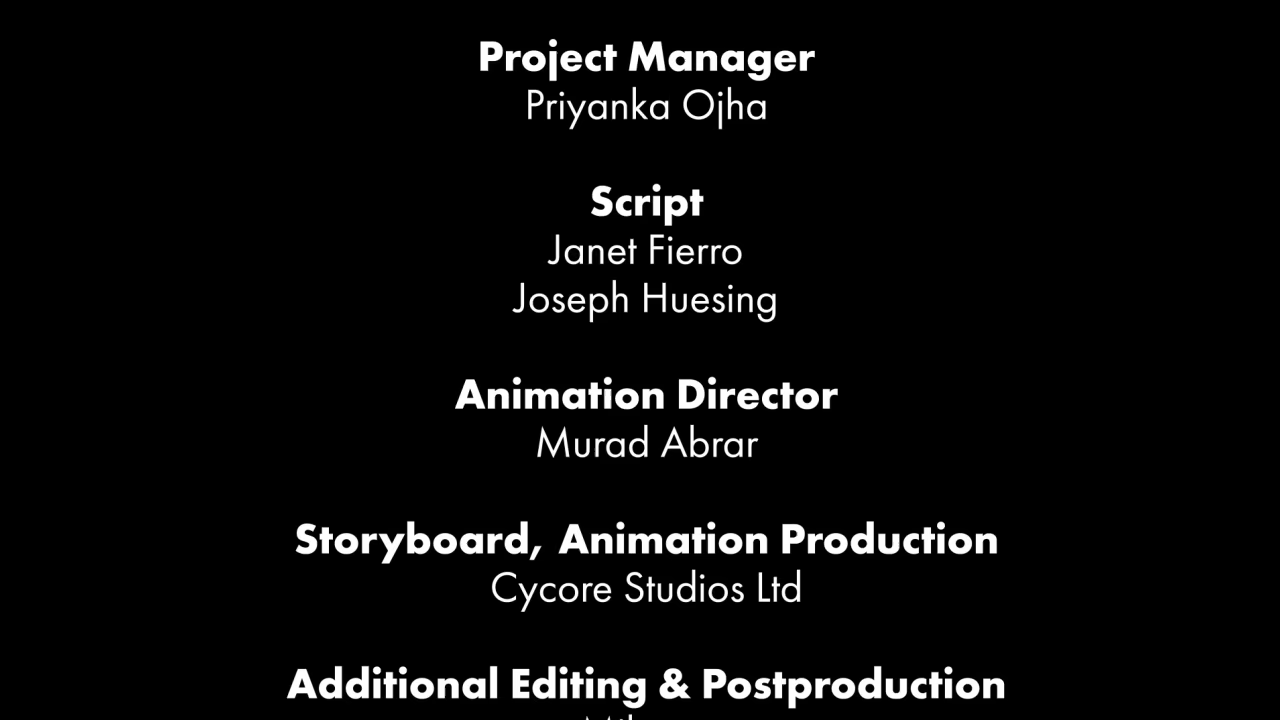 Project Manager
Priyanka Ojha
Script
Janet Fierro
Joseph Huesing
Animation Director
Murad Abrar
Storyboard, Animation Production
Cycore Studios Ltd
Additional Editing & Postproduction